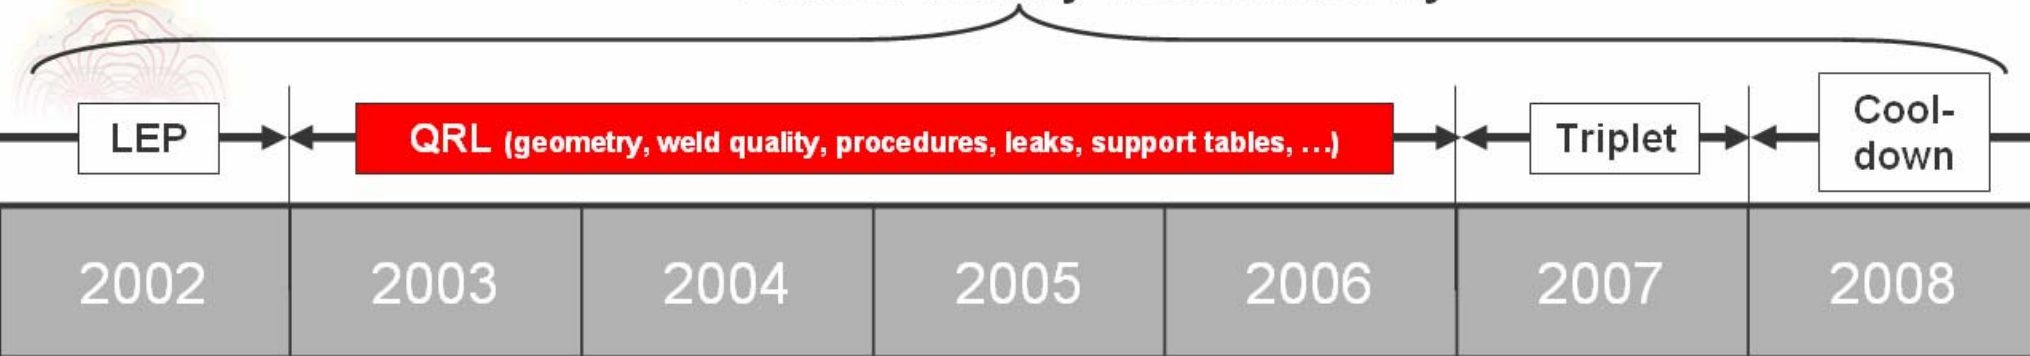 LEP
QRL (geometry, weld quality, procedures, leaks, support tables, …)
Triplet
Cool-
down
2002 2003 2004 2005 2006 2007 2008